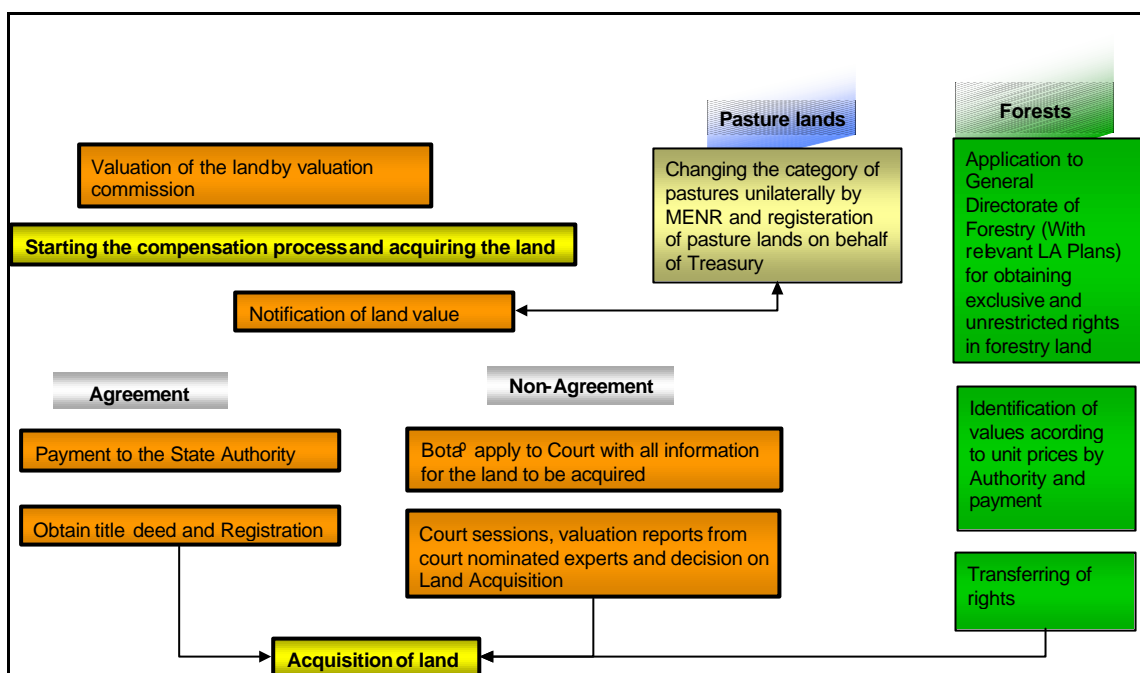 Valuation of the land by valuation
commission
Starting the compensation process and acquiring the land
Notification of land value
Pasture lands
Changing the category of
pastures unilaterally by
MENR and registeration
of pasture lands on behalf
of Treasury
Forests
Application to
General
Directorate of
Forestry (With
relevant LA Plans)
for obtaining
exclusive and
unrestricted rights
in forestry land
Agreement
Payment to the State Authority
Obtain title deed and Registration
Non-Agreement
Botaº apply to Court with all information
for the land to be acquired
Court sessions, valuation reports from
court nominated experts and decision on
Land Acquisition
Identification of
values acording
to unit prices by
Authority and
payment
Transferring of
rights
Acquisition of land